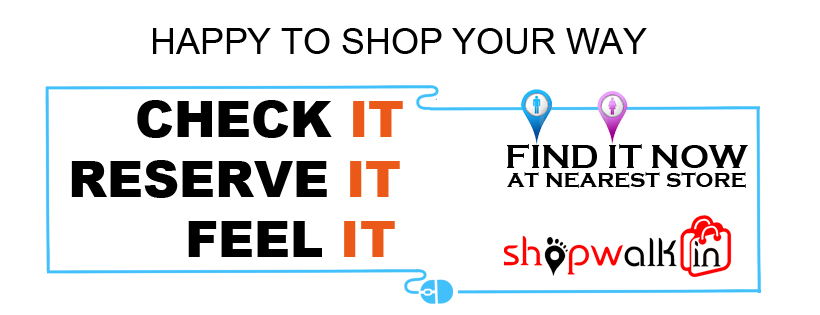 HAPPY TO SHOP YOUR WAY
CHECK IT
RESERVE IT
FEEL IT
FIND IT NOW
AT NEAREST STORE
shopwalkin